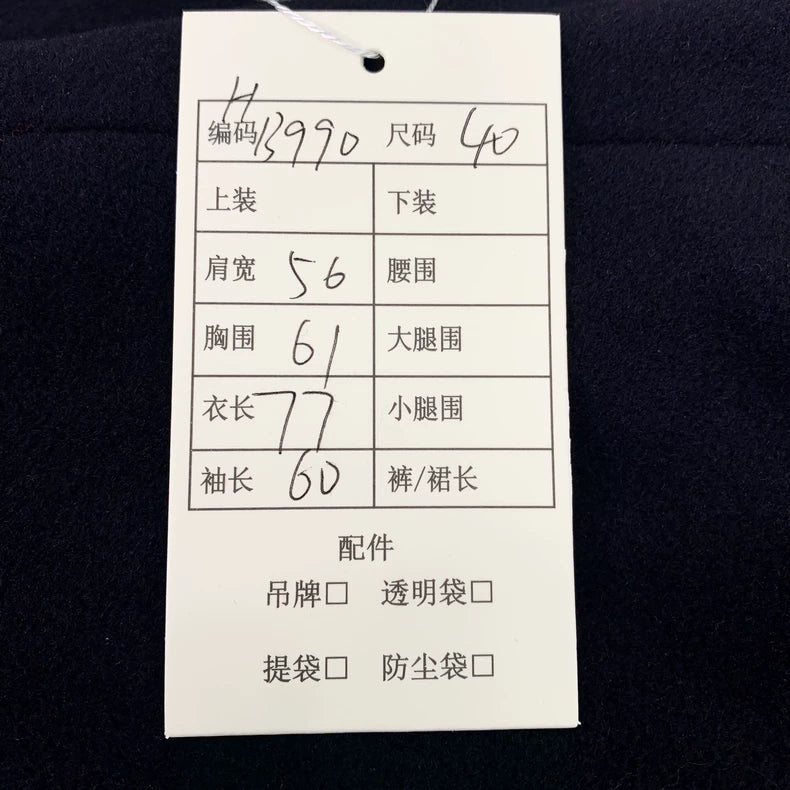 H
编码 13990 尺码 40
上装 下装
肩宽 56 腰围
胸围 61 大腿围
衣长 77 小腿围
袖长 60 裤/裙长
配件
吊牌□ 透明袋□
提袋□ 防尘袋□